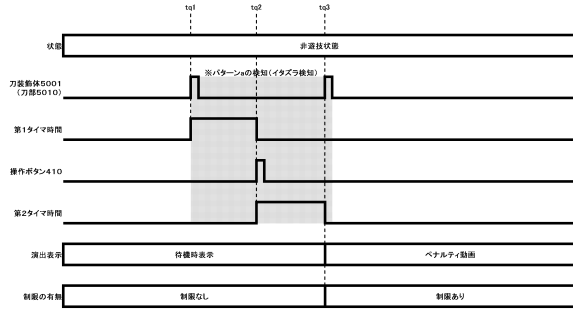 tq1 tq2 tq3
状態 非遊技状態
※パターンaの検知(イタズラ検知)
刀装飾体5001
(刀部5010)
第1タイマ時間
操作ボタン410
第2タイマ時間
演出表示 待機時表示 ペナルティ動画
制限の有無 制限なし 制限あり